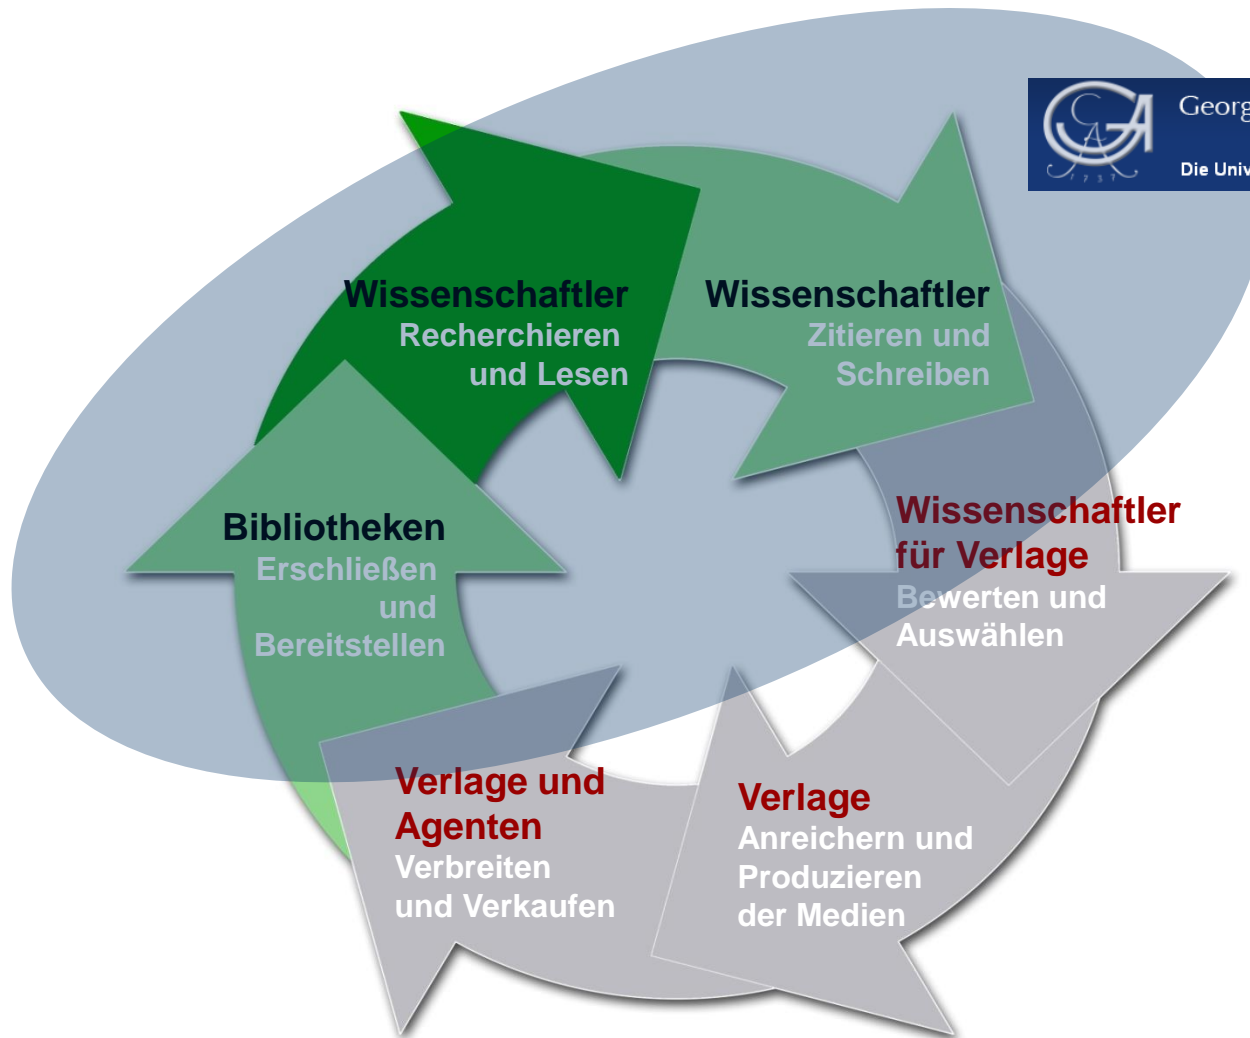 Georg
Die Univ
1737
Wissenschaftler
Recherchieren
und Lesen
Wissenschaftler
Zitieren und
Schreiben
Wissenschaftler
für Verlage
Bewerten und
Auswählen
Verlage
Anreichern und
Produzieren
der Medien
Verlage und
Agenten
Verbreiten
und Verkaufen
Bibliotheken
Erschließen
und
Bereitstellen